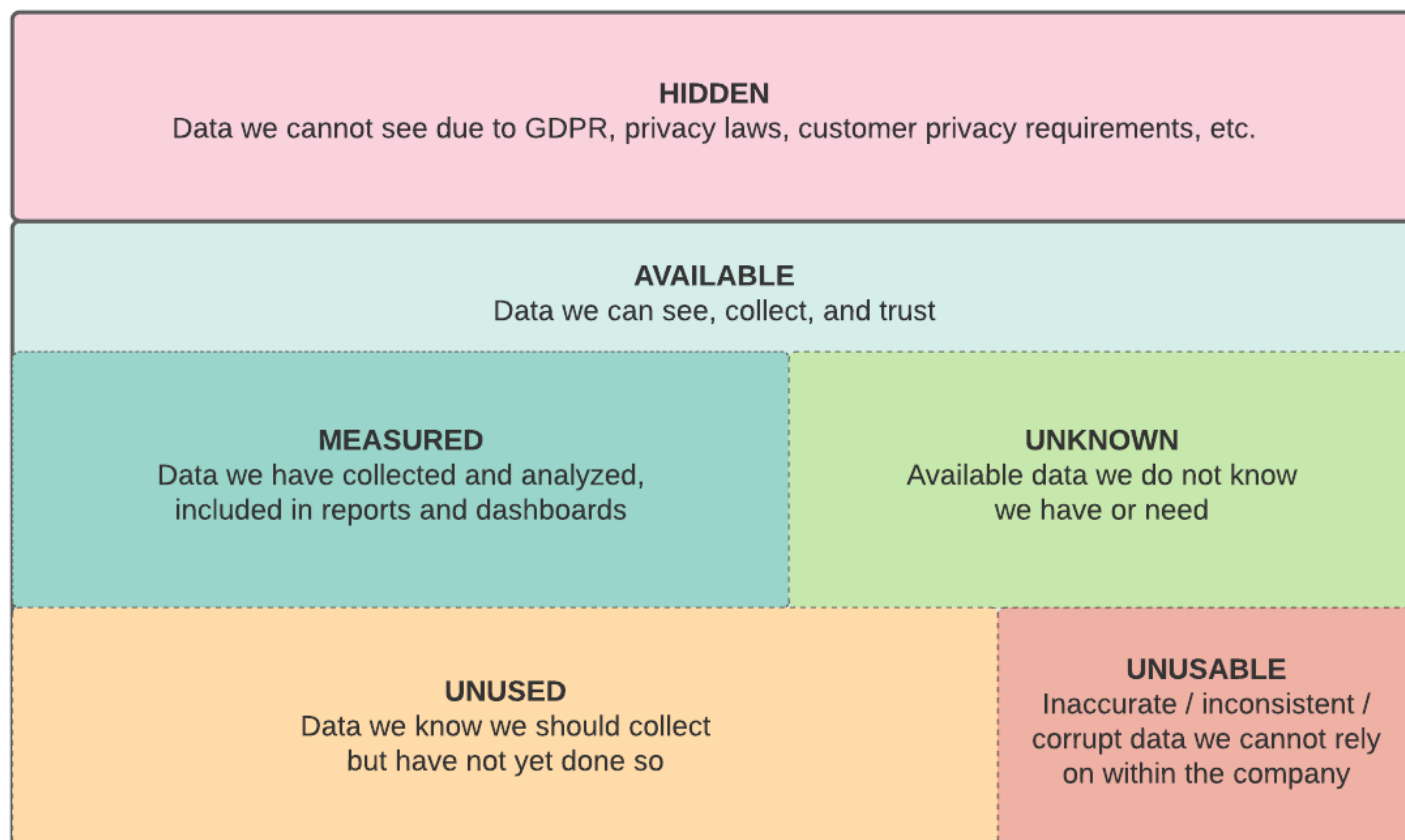 HIDDEN
Data we cannot see due to GDPR, privacy laws, customer privacy requirements, etc.
AVAILABLE
Data we can see, collect, and trust
MEASURED
Data we have collected and analyzed,
included in reports and dashboards
UNKNOWN
Available data we do not know
we have or need
UNUSED
Data we know we should collect
but have not yet done so
UNUSABLE
Inaccurate / inconsistent /
corrupt data we cannot rely
on within the company